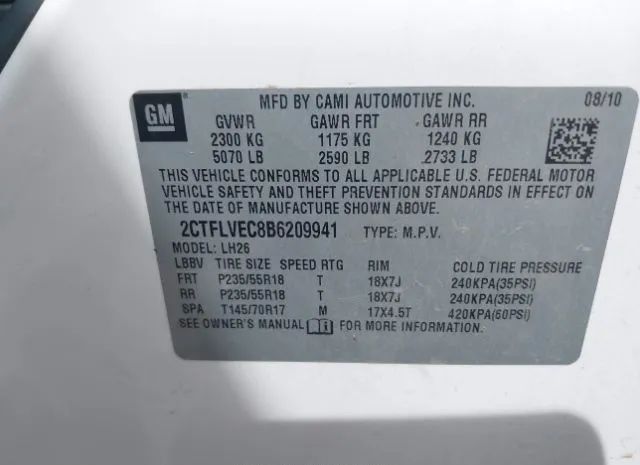 GM
MFD BY CAMI AUTOMOTIVE INC. 08/10
GVWR GAWR FRT GAWR RR
2300 KG 1175 KG 1240 KG
5070 LB 2590 LB 2733 LB
THIS VEHICLE CONFORMS TO ALL APPLICABLE U.S. FEDERAL MOTOR
VEHICLE SAFETY AND THEFT PREVENTION STANDARDS IN EFFECT ON
THE DATE OF MANUFACTURE SHOWN ABOVE.
2CTFLVEC8B6209941 TYPE: M.P.V.
MODEL: LH26
LBBV TIRE SIZE SPEED RTG RIM COLD TIRE PRESSURE
FRT P235/55R18 T 18X7J 240KPA(35PSI)
RR P235/55R18 T 18X7J 240KPA(35PSI)
SPA T145/70R17 M 17X4.5T 420KPA(60PSI)
SEE OWNER'S MANUAL FOR MORE INFORMATION.